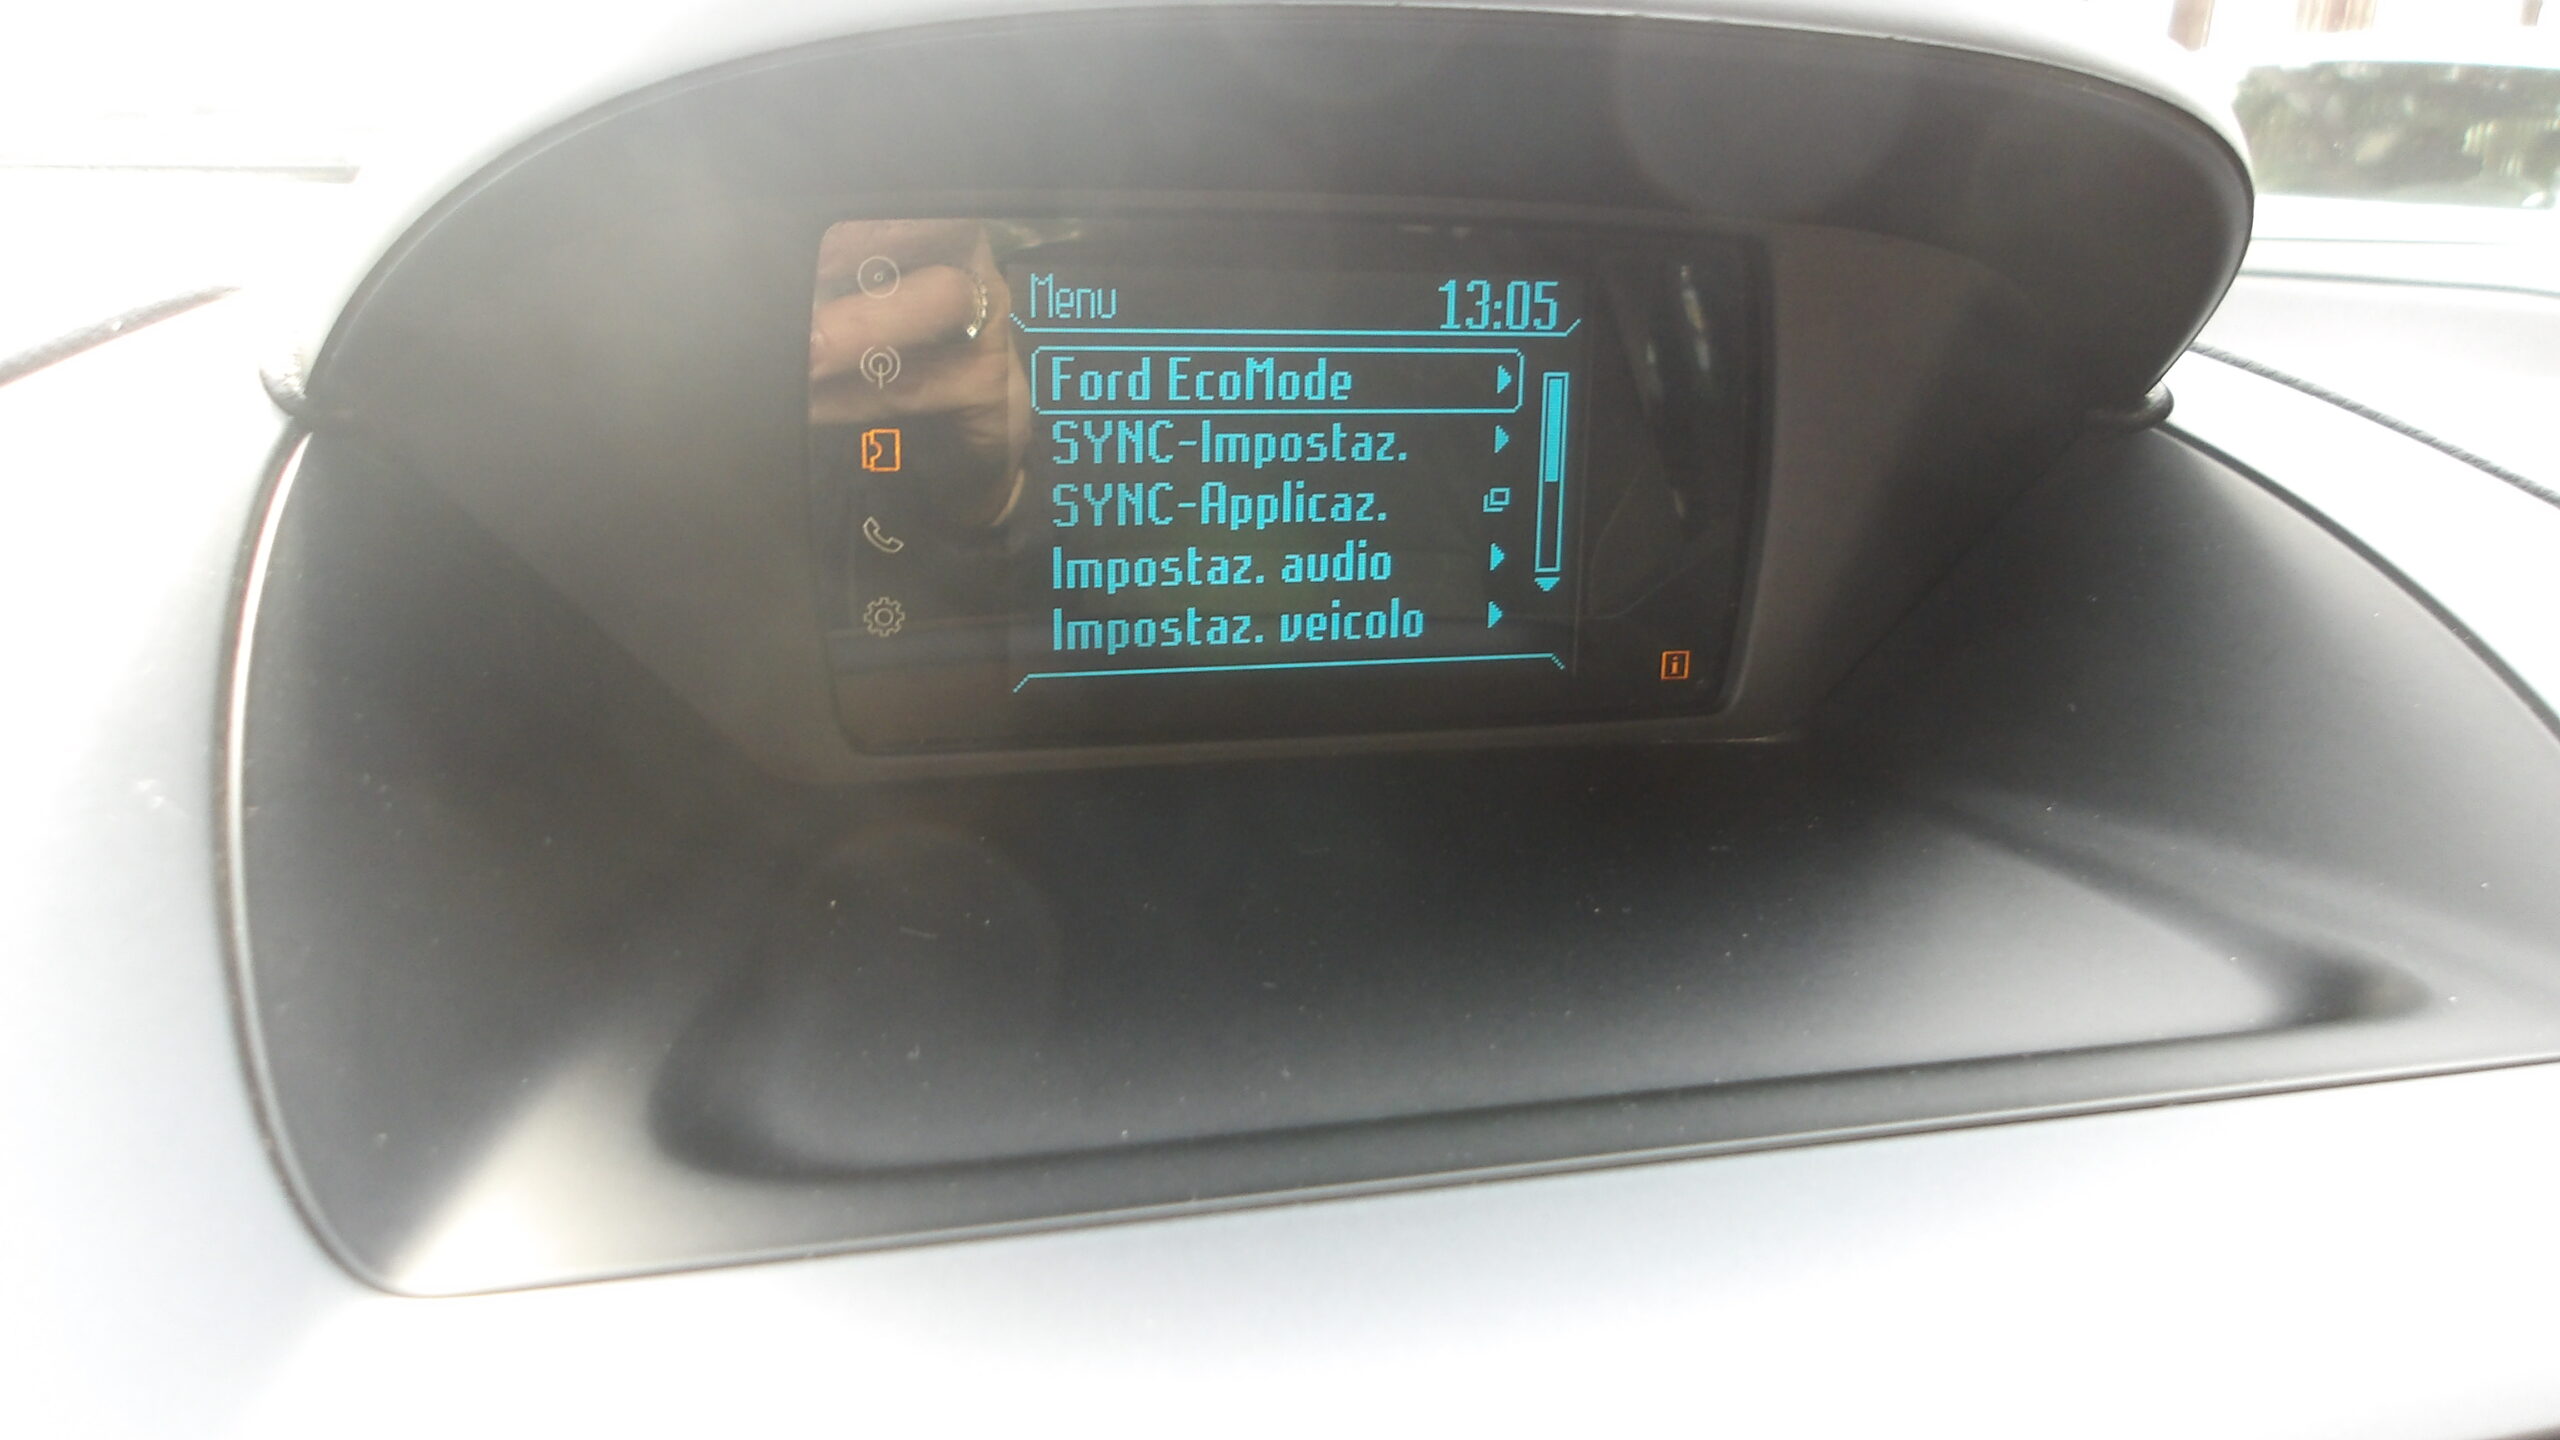 Menu 13:05
Ford EcoMode
SYNC-Impostaz.
SYNC-Applicaz.
Impostaz. audio
Impostaz. veicolo
i